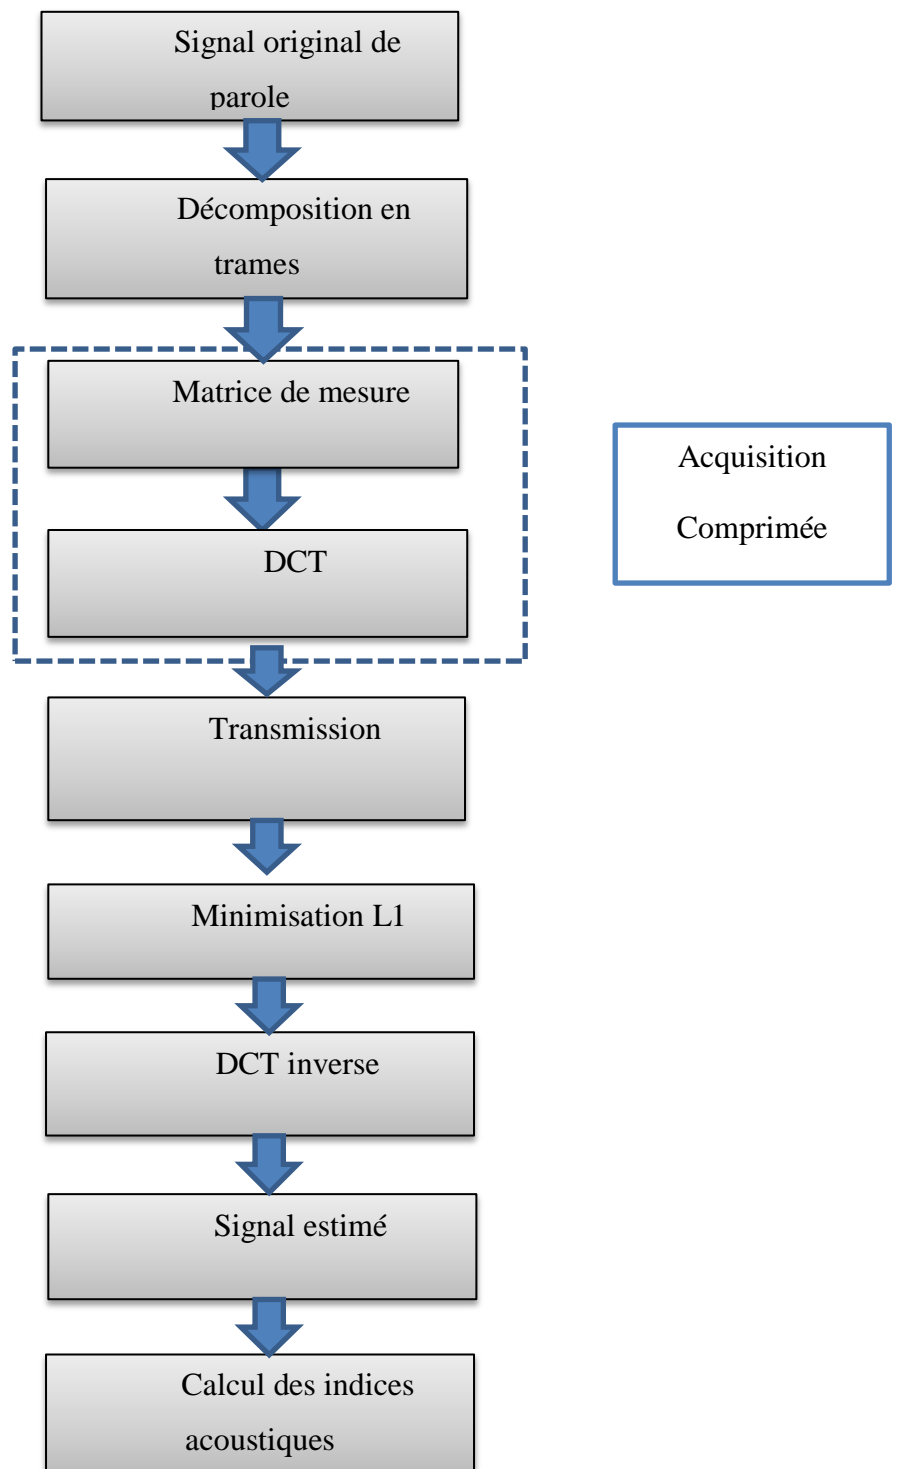 Signal original de
parole
Décomposition en
trames
Matrice de mesure
DCT
Acquisition
Comprimée
Transmission
Minimisation L1
DCT inverse
Signal estimé
Calcul des indices
acoustiques